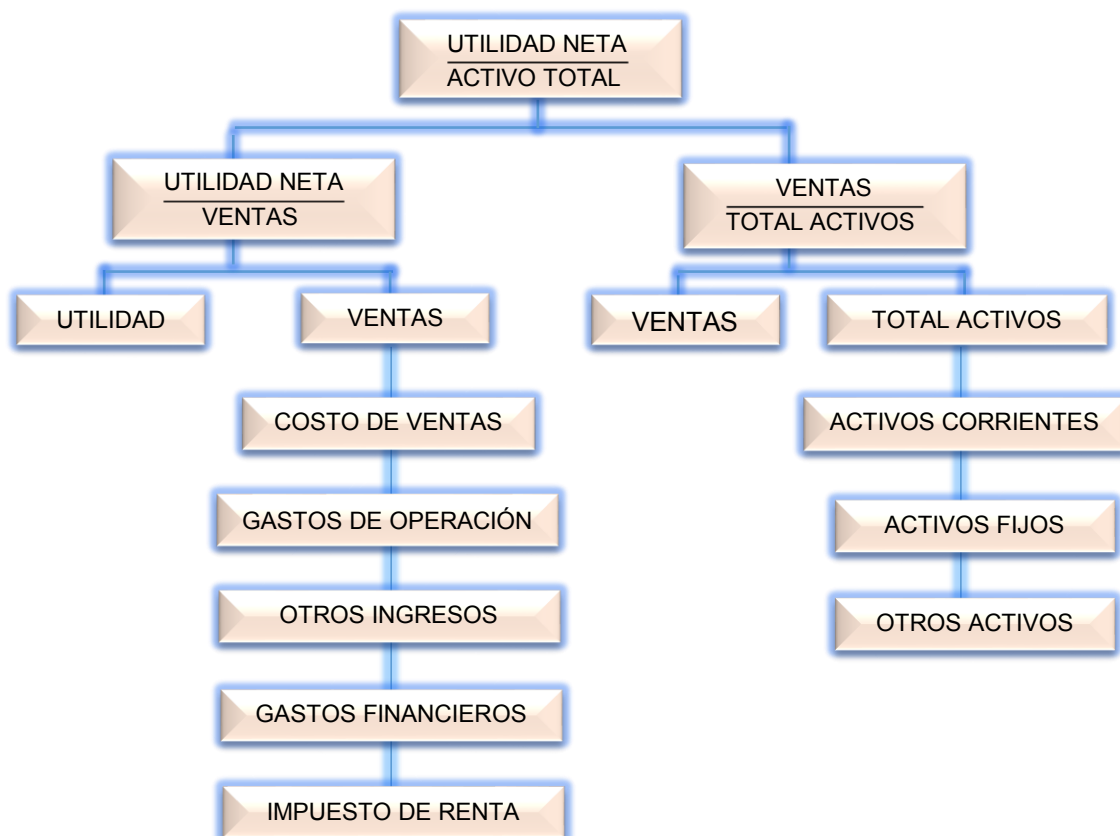 UTILIDAD NETA
ACTIVO TOTAL
UTILIDAD NETA
VENTAS
VENTAS
TOTAL ACTIVOS
UTILIDAD
VENTAS
VENTAS
TOTAL ACTIVOS
COSTO DE VENTAS
ACTIVOS CORRIENTES
GASTOS DE OPERACIÓN
ACTIVOS FIJOS
OTROS INGRESOS
OTROS ACTIVOS
GASTOS FINANCIEROS
IMPUESTO DE RENTA